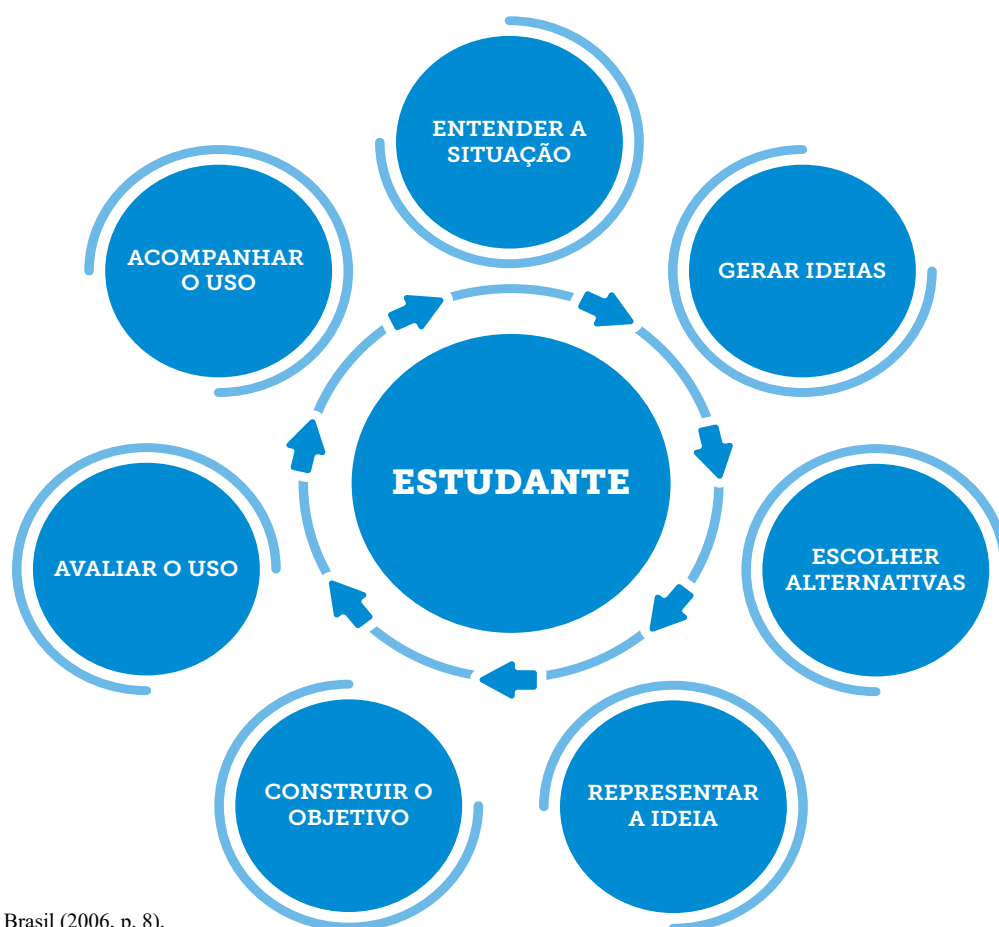 ENTENDER A
SITUAÇÃO
GERAR IDEIAS
ESCOLHER
ALTERNATIVAS
REPRESENTAR
A IDEIA
CONSTRUIR O
OBJETIVO
AVALIAR O USO
ACOMPANHAR
O USO
ESTUDANTE
Brasil (2006, p. 8).